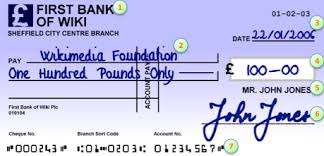 £ FIRST BANK OF WIKI 1 01-02-03
SHEFFIELD CITY CENTRE BRANCH
DATE 22/01/2006 3
PAY Wikimedia Foundation 2
One Hundred Pounds Only £ 100—00 4
ACCOUNT PAYEE
MR. JOHN JONES 5
First Bank of Wiki Plc
010104
John Jones 6
Cheque No. Branch Sort Code Account No.
⑈000243⑈ 01⑉0203 01234567⑈ 7